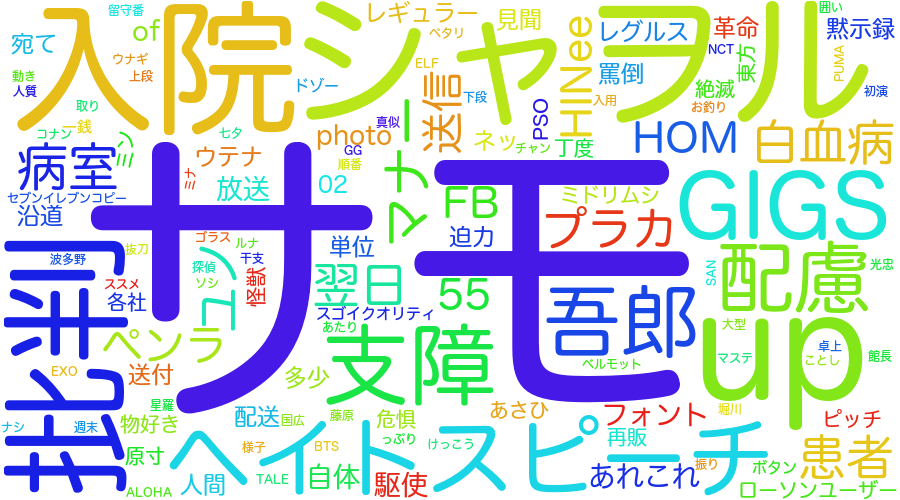 留守番
of
レギュラー
見聞
囲い
入院
シャヲル
レグルス
革命
黙示録
宛て
ウナギ
ベタリ
NCT
東方
PUMA
動き
上段
ドゾー
ELF
HINee
罵倒
人質
送信
下段
PSO
絶滅
初演
取り
七夕
真似
入用
お釣り
一銭
photo
ネッ
コナン
ミン
GG
チャン
丁度
HOM
白血病
病室
ウテナ
順番
マナー
サモ
ミナ
放送
02
FB
ミドリムシ
GIGS
セブンイレブンコピー
沿道
プラカ
ゴラス
ルナ
単位
迫力
批判
波多野
抜刀
探偵
干支
ユン
ソシ
怪獣
翌日
55
吾郎
配慮
SAN
光忠
ススメ
各社
スゴイクオリティ
up
ペンラ
あたり
支障
大型
卓上
EXO
送付
多少
ベルモット
マステ
ことし
館長
星羅
あさひ
フォント
堀川
ピッチ
ナシ
週末
物好き
配送
国広
藤原
危惧
再販
患者
ヘイトスピーチ
様子
BTS
っぷり
けっこう
原寸
人間
自体
駆使
あれこれ
振り
ボタン
ALOHA
TALE
ローソンユーザー